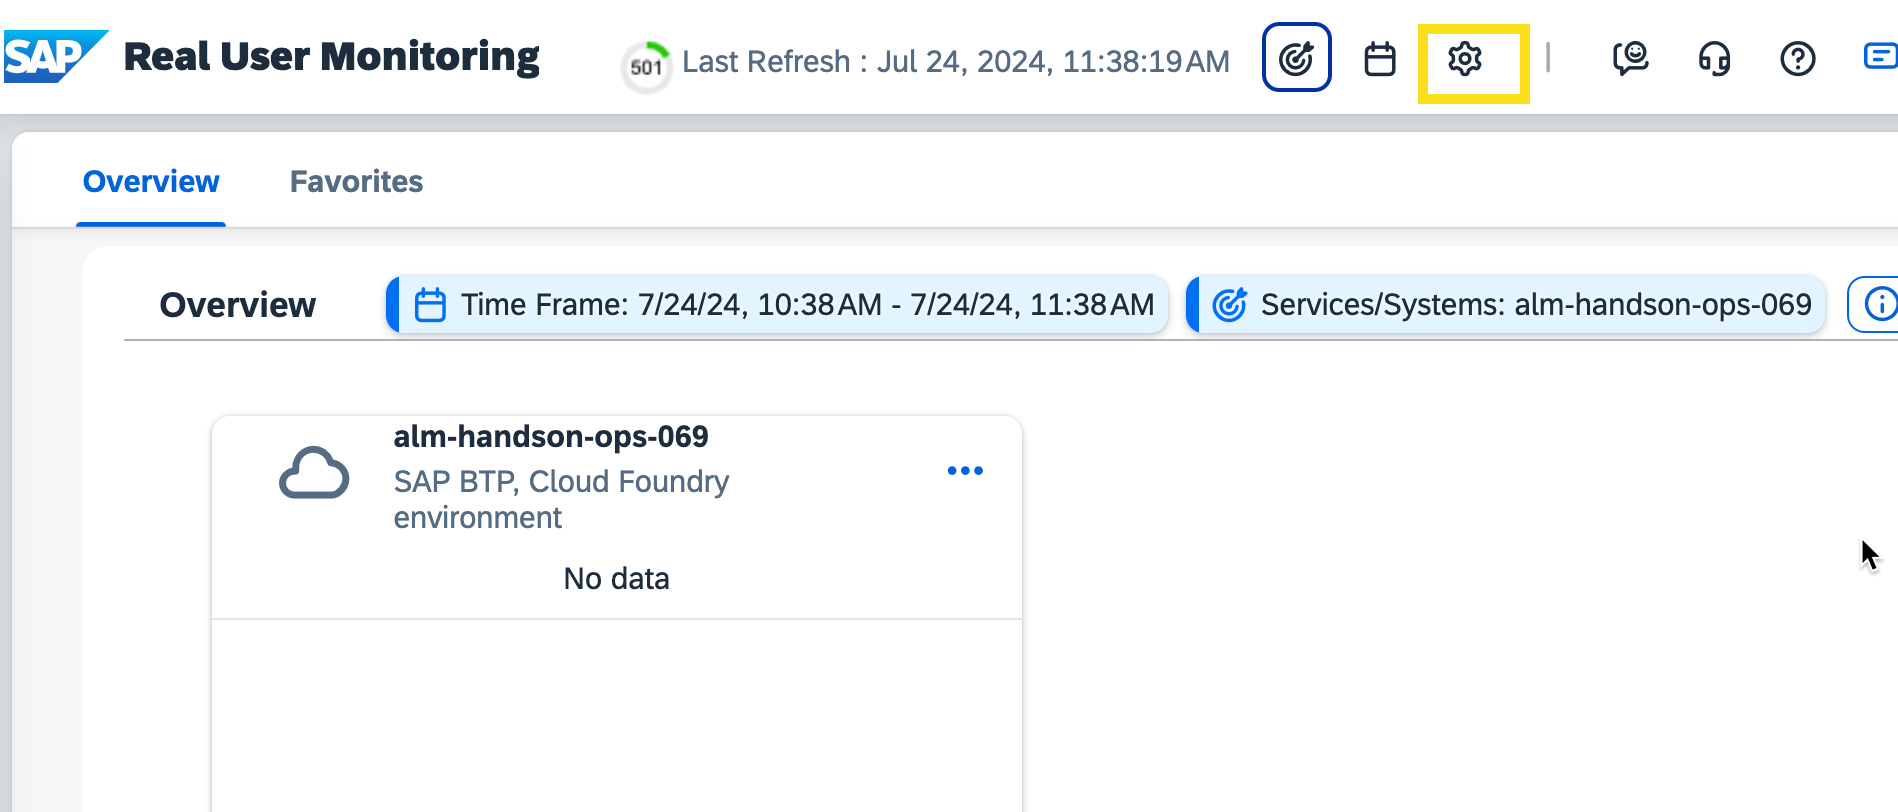 SAP Real User Monitoring 501 Last Refresh : Jul 24, 2024, 11:38:19 AM
Overview Favorites
Overview Time Frame: 7/24/24, 10:38 AM - 7/24/24, 11:38 AM Services/Systems: alm-handson-ops-069
alm-handson-ops-069
SAP BTP, Cloud Foundry
environment
No data